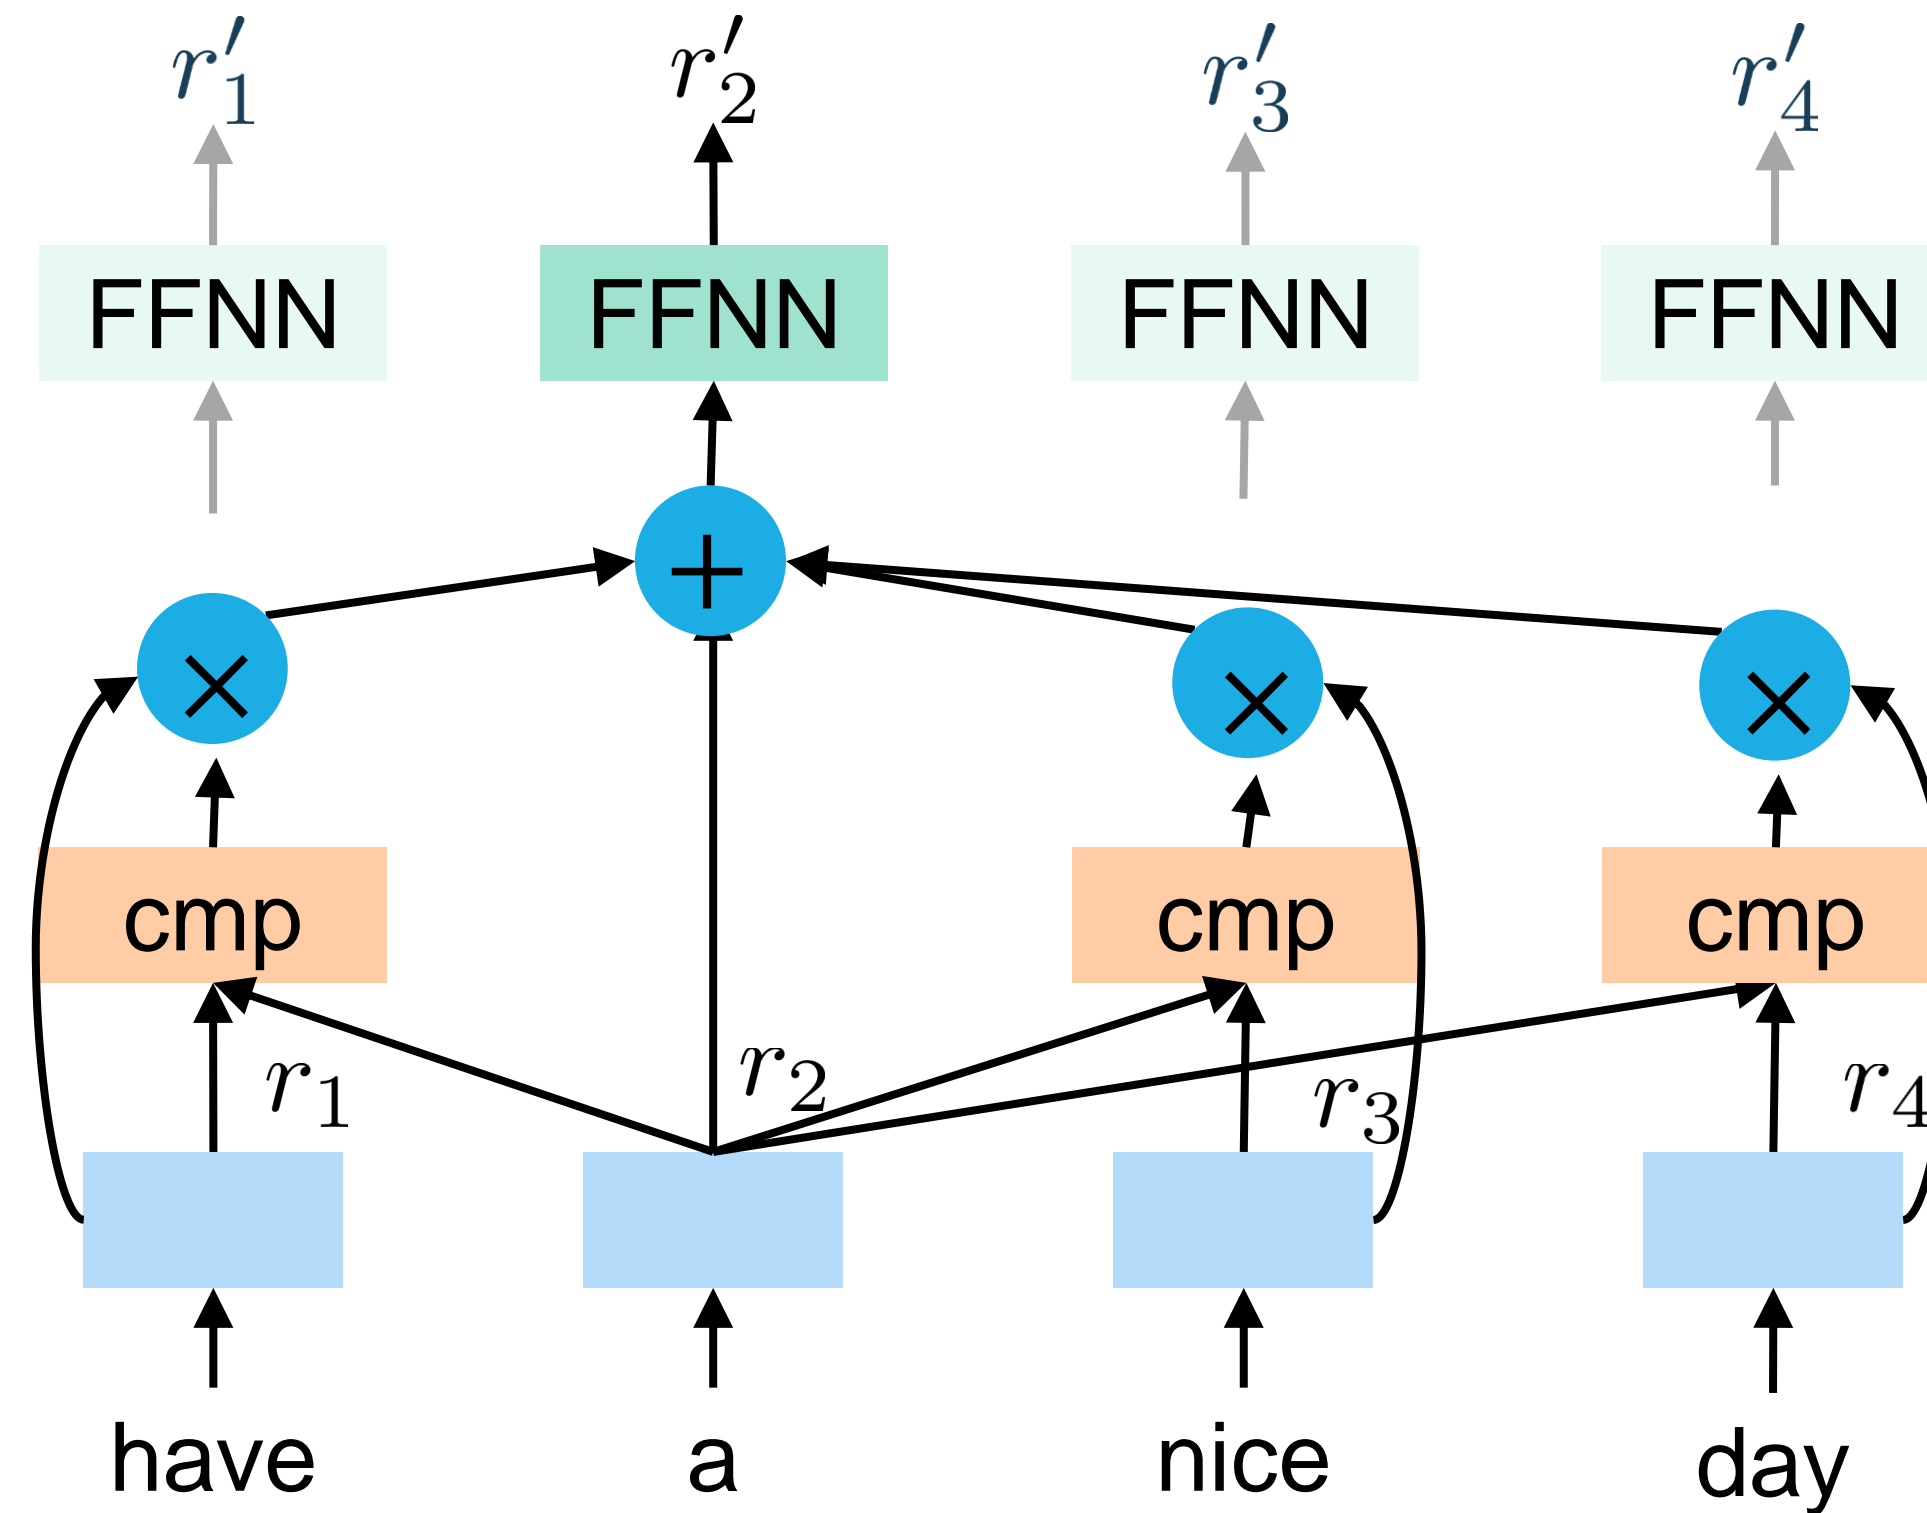 r′₁ r′₂ r′₃ r′₄
FFNN FFNN FFNN FFNN
+
× × ×
cmp cmp cmp
r₁ r₂ r₃ r₄
have a nice day